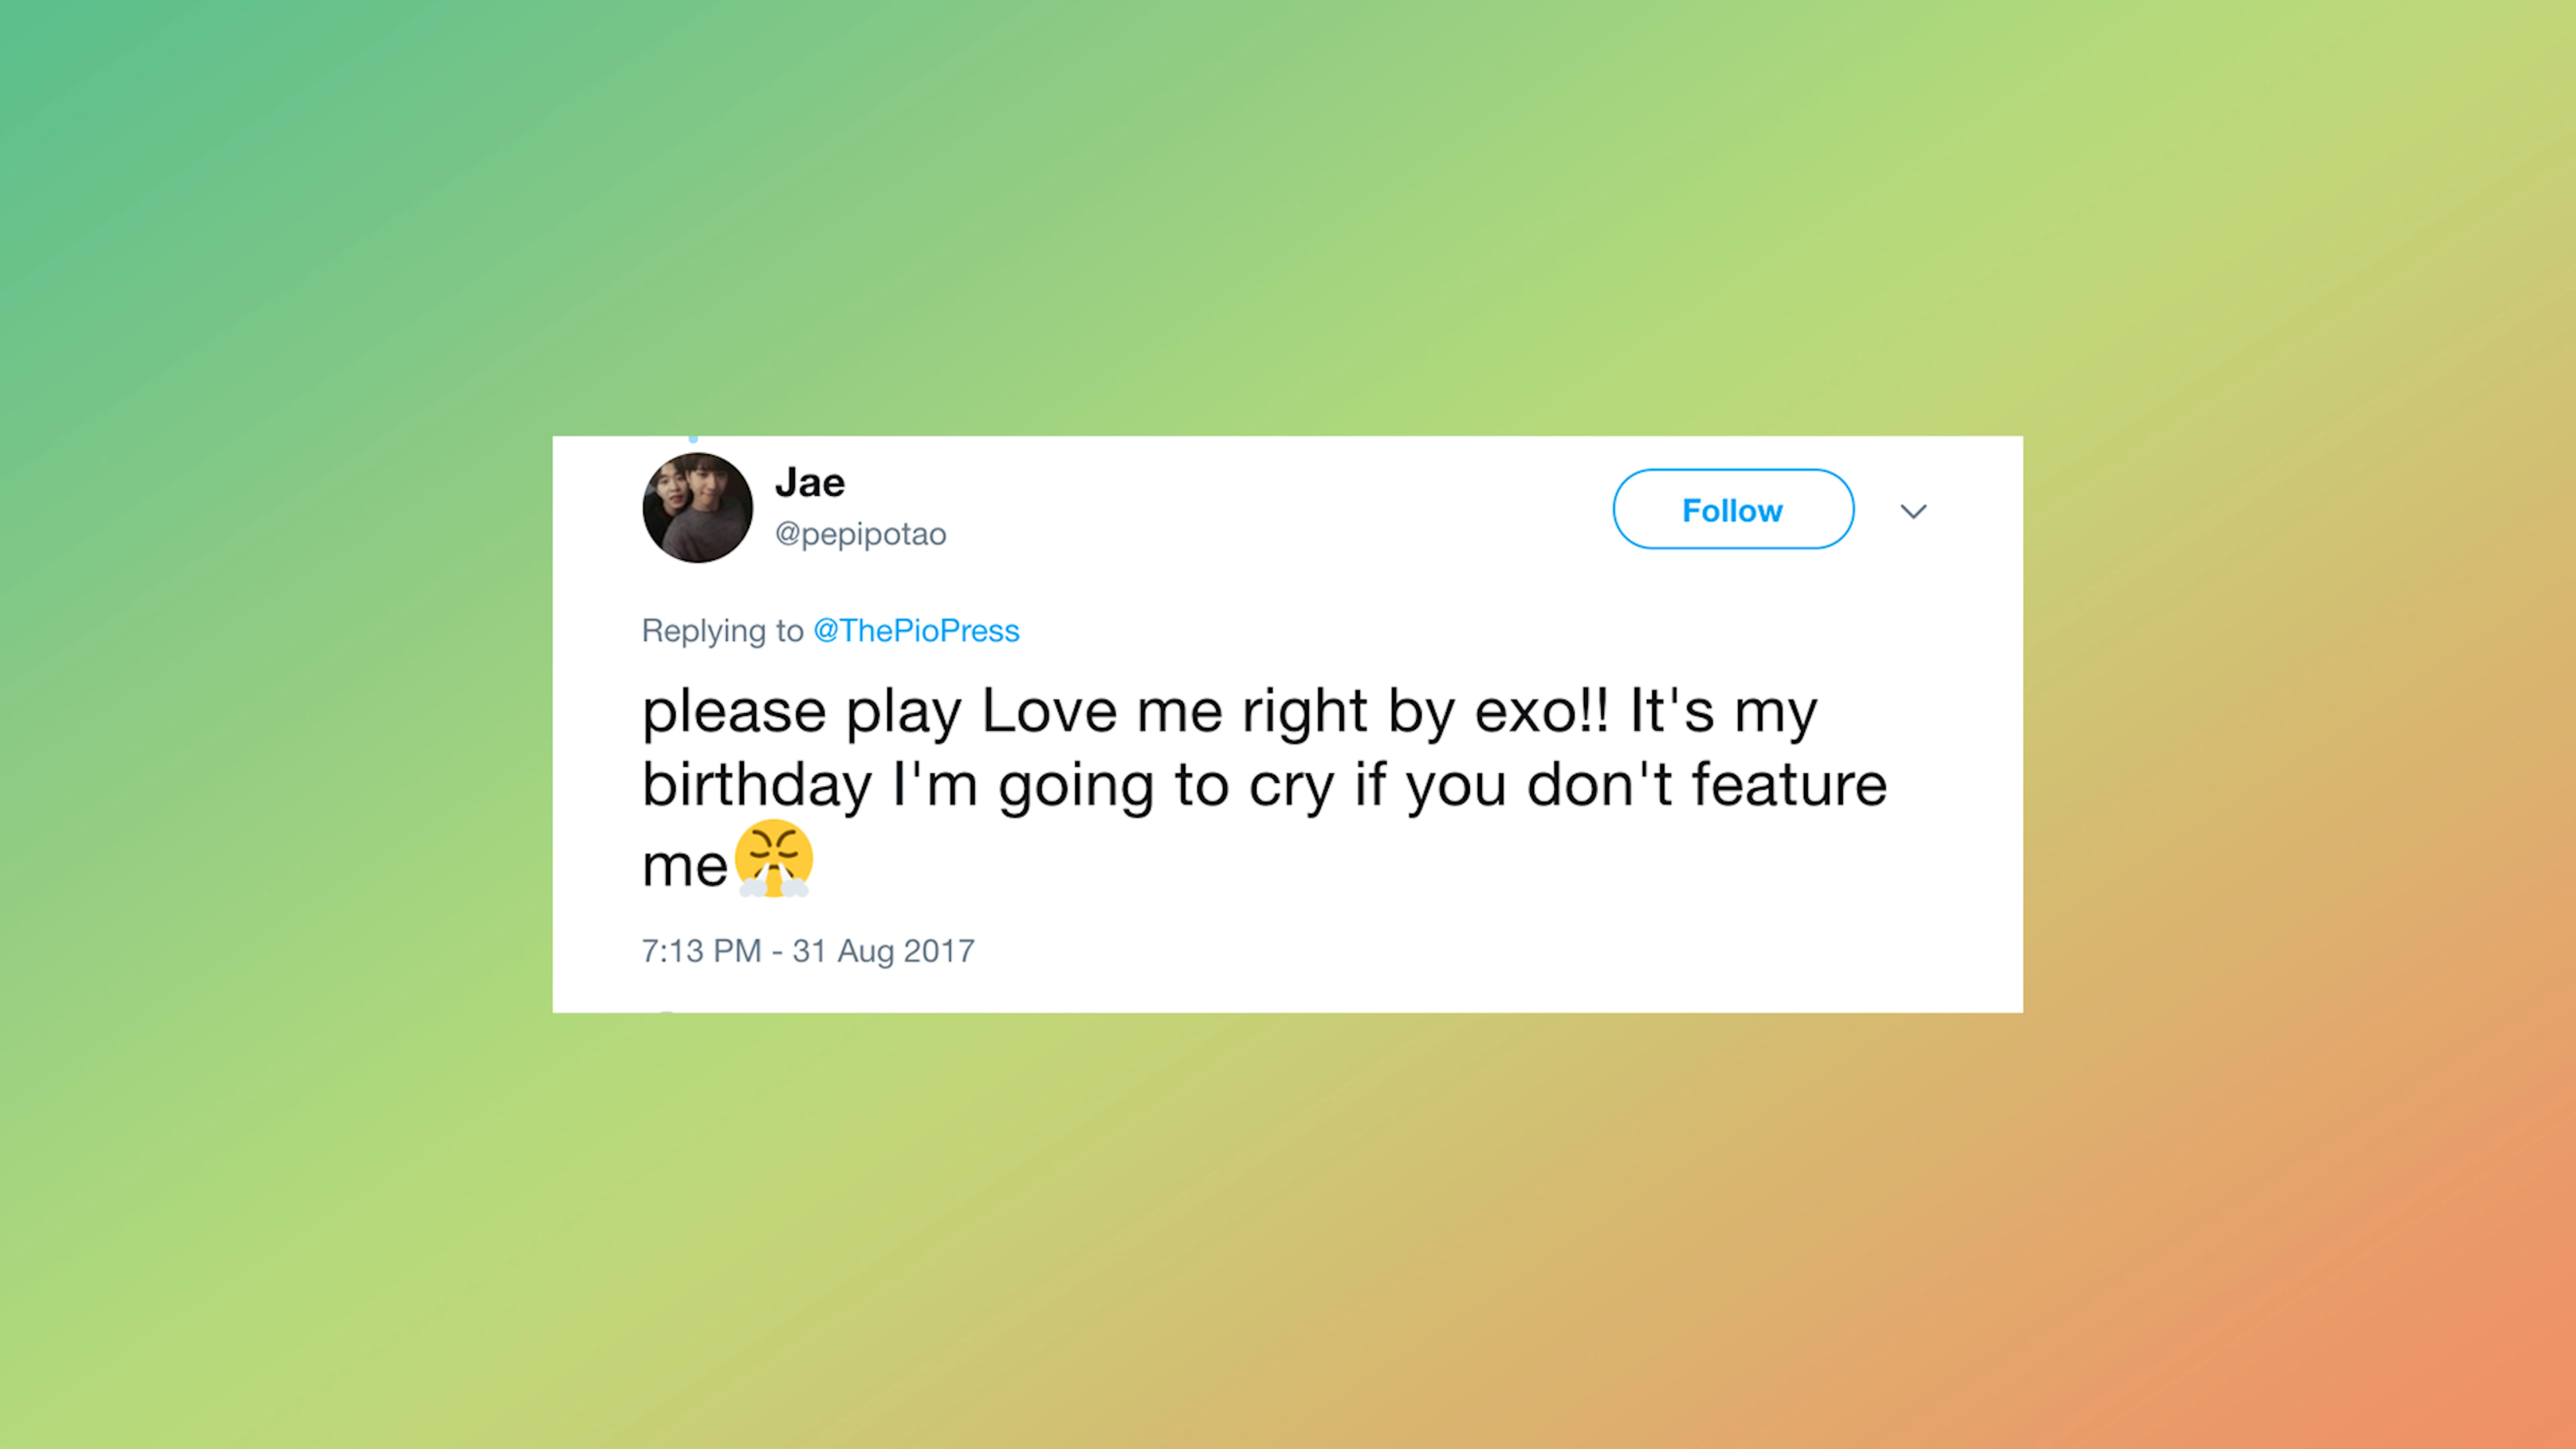 Jae
@pepipotao
Follow
Replying to @ThePioPress
please play Love me right by exo!! It's my
birthday I'm going to cry if you don't feature
me😤
7:13 PM - 31 Aug 2017